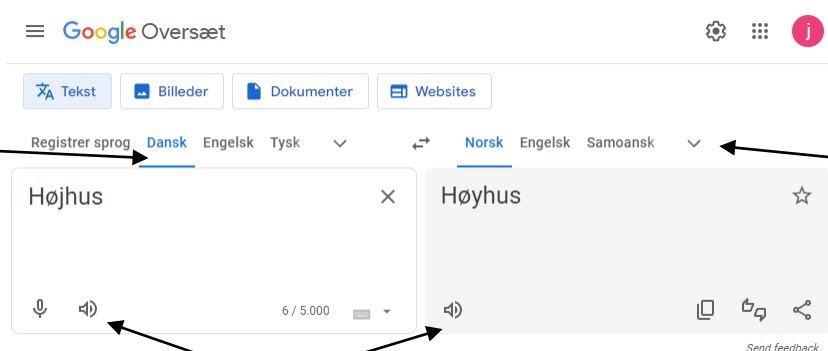 Google Oversæt
j
Tekst Billeder Dokumenter Websites
Registrer sprog Dansk Engelsk Tysk Norsk Engelsk Samoansk
Højhus Høyhus
6 / 5.000
Send feedback